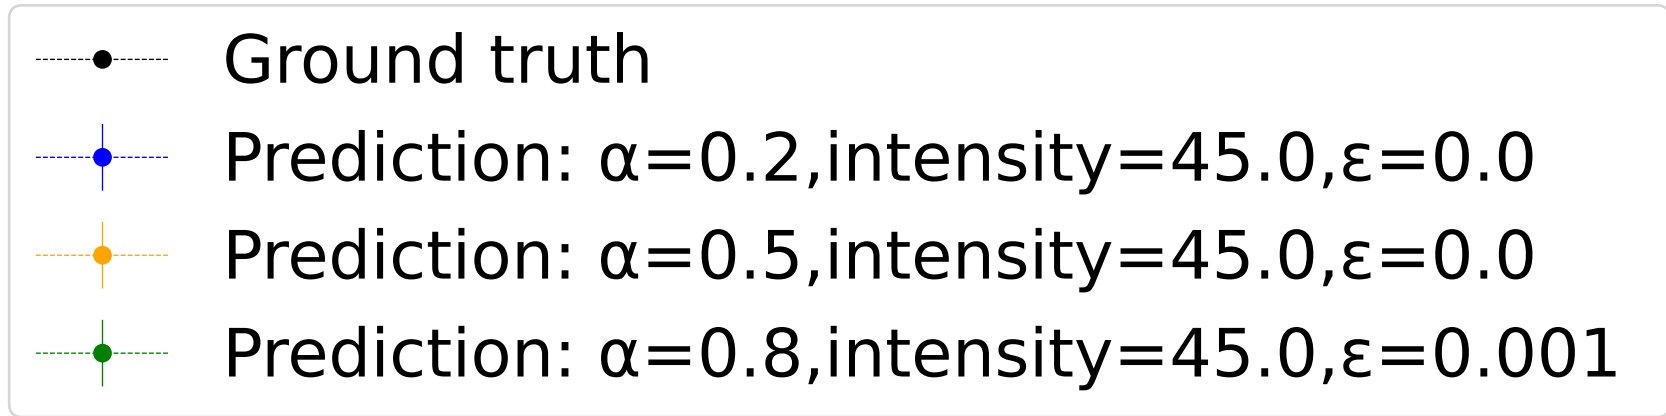 Ground truth
Prediction: α=0.2,intensity=45.0,ε=0.0
Prediction: α=0.5,intensity=45.0,ε=0.0
Prediction: α=0.8,intensity=45.0,ε=0.001